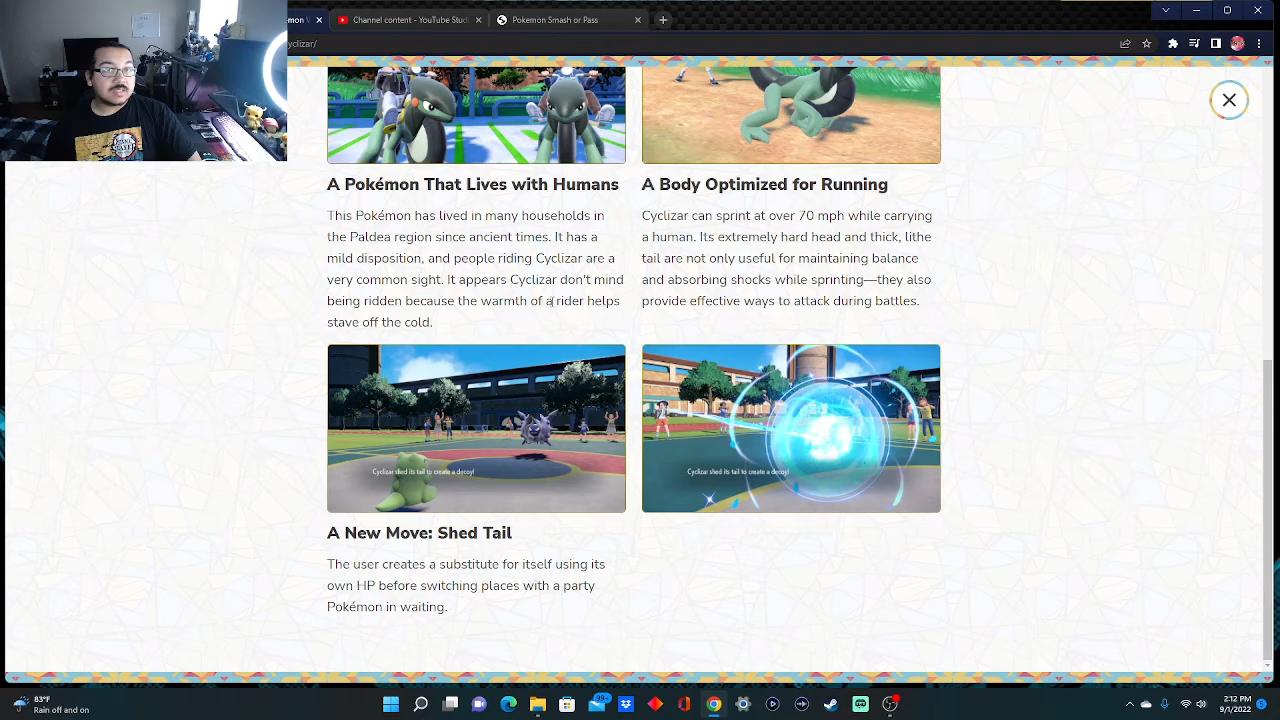 Channel content - YouTube Studi
Pokemon Smash or Pass
yclizar/
A Pokémon That Lives with Humans
This Pokémon has lived in many households in
the Paldea region since ancient times. It has a
mild disposition, and people riding Cyclizar are a
very common sight. It appears Cyclizar don't mind
being ridden because the warmth of a rider helps
stave off the cold.
A Body Optimized for Running
Cyclizar can sprint at over 70 mph while carrying
a human. Its extremely hard head and thick, lithe
tail are not only useful for maintaining balance
and absorbing shocks while sprinting—they also
provide effective ways to attack during battles.
Cyclizar shed its tail to create a decoy!
Cyclizar shed its tail to create a decoy!
A New Move: Shed Tail
The user creates a substitute for itself using its
own HP before switching places with a party
Pokémon in waiting.
83°F
Rain off and on
99+
2:12 PM
9/1/2022
5